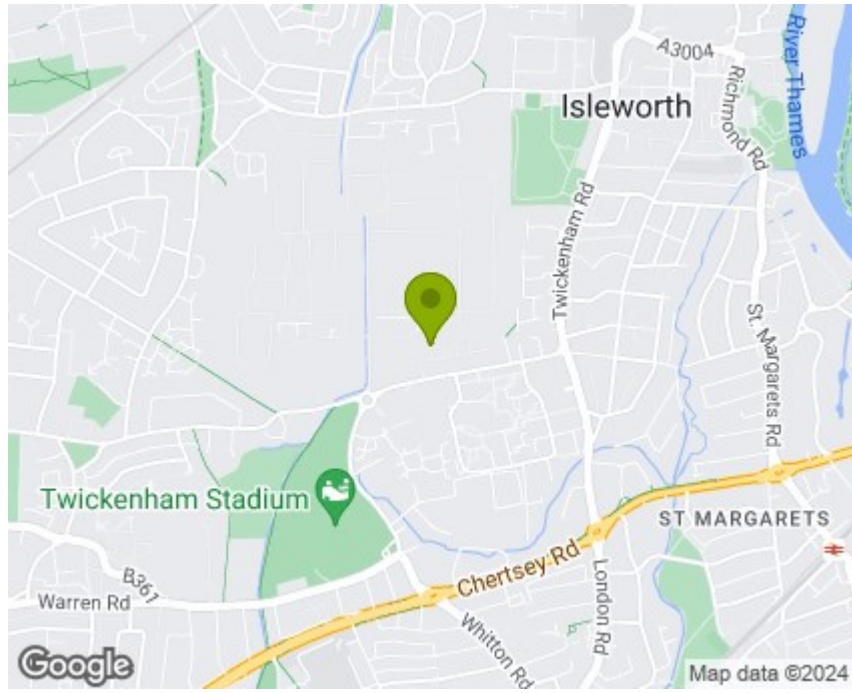 A3004
River Thames
Richmond Rd
Isleworth
Twickenham Rd
St. Margarets Rd
Twickenham Stadium
ST MARGARETS
Chertsey Rd
B361
Warren Rd
London Rd
Whitton Rd
Google
Map data ©2024